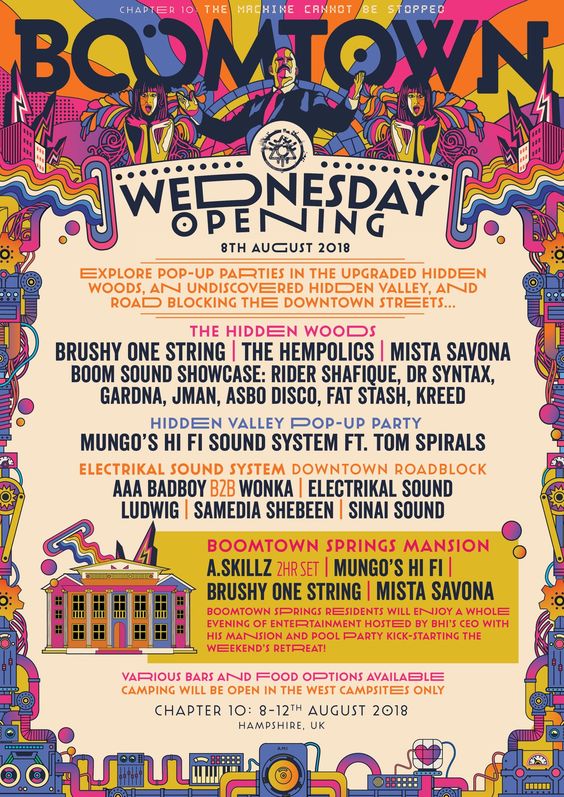 CHAPTER 10: THE MACHINE CANNOT BE STOPPED
BOOMTOWN
WEDNESDAY
OPENING
8TH AUGUST 2018
EXPLORE POP-UP PARTIES IN THE UPGRADED HIDDEN
WOODS, AN UNDISCOVERED HIDDEN VALLEY, AND
ROAD BLOCKING THE DOWNTOWN STREETS...
THE HIDDEN WOODS
BRUSHY ONE STRING | THE HEMPOLICS | MISTA SAVONA
BOOM SOUND SHOWCASE: RIDER SHAFIQUE, DR SYNTAX,
GARDNA, JMAN, ASBO DISCO, FAT STASH, KREED
HIDDEN VALLEY POP-UP PARTY
MUNGO'S HI FI SOUND SYSTEM FT. TOM SPIRALS
ELECTRIKAL SOUND SYSTEM DOWNTOWN ROADBLOCK
AAA BADBOY B2B WONKA | ELECTRIKAL SOUND
LUDWIG | SAMEDIA SHEBEEN | SINAI SOUND
BOOMTOWN SPRINGS MANSION
A.SKILLZ 2HR SET | MUNGO'S HI FI |
BRUSHY ONE STRING | MISTA SAVONA
BOOMTOWN SPRINGS RESIDENTS WILL ENJOY A WHOLE
EVENING OF ENTERTAINMENT HOSTED BY BHI'S CEO WITH
HIS MANSION AND POOL PARTY KICK-STARTING THE
WEEKEND'S RETREAT!
VARIOUS BARS AND FOOD OPTIONS AVAILABLE
CAMPING WILL BE OPEN IN THE WEST CAMPSITES ONLY
CHAPTER 10: 8-12TH AUGUST 2018
HAMPSHIRE, UK
A.M.I